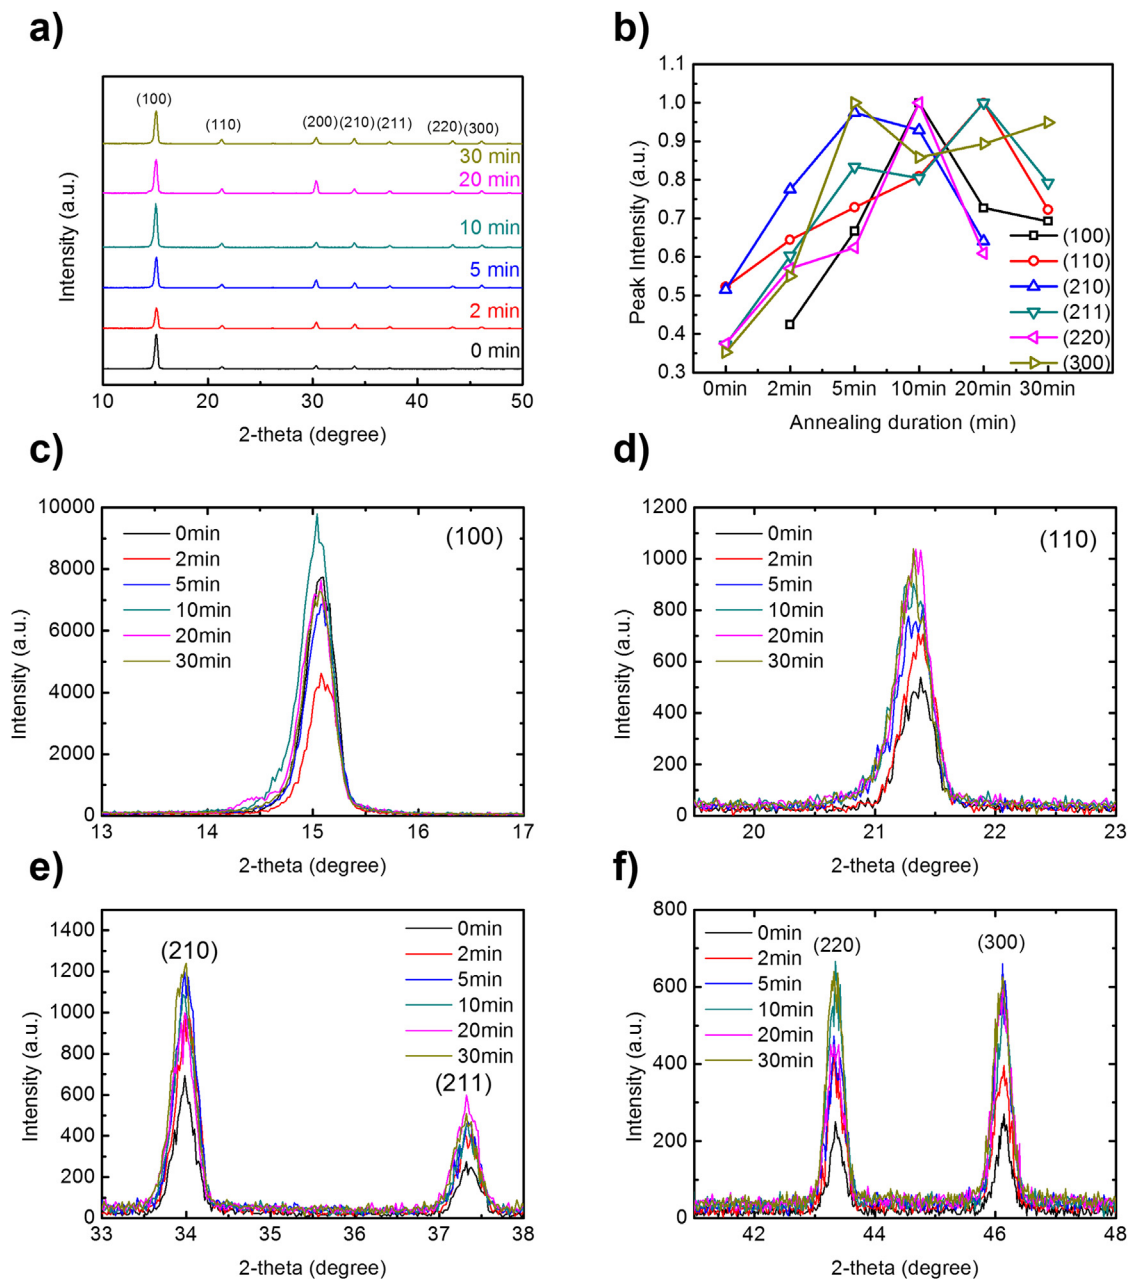 a)
(100)
(110)
(200)
(210)
(211)
(220)
(300)
30 min
20 min
10 min
5 min
2 min
0 min
Intensity (a.u.)
10
20
30
40
50
2-theta (degree)
b)
1.1
1.0
0.9
0.8
0.7
0.6
0.5
0.4
0.3
Peak Intensity (a.u.)
(100)
(110)
(210)
(211)
(220)
(300)
0min
2min
5min
10min
20min
30min
Annealing duration (min)
c)
10000
8000
6000
4000
2000
0
Intensity (a.u.)
0min
2min
5min
10min
20min
30min
(100)
13
14
15
16
17
2-theta (degree)
d)
1200
1000
800
600
400
200
0
Intensity (a.u.)
0min
2min
5min
10min
20min
30min
(110)
20
21
22
23
2-theta (degree)
e)
1400
1200
1000
800
600
400
200
0
Intensity (a.u.)
(210)
0min
2min
5min
10min
20min
30min
(211)
33
34
35
36
37
38
2-theta (degree)
f)
800
600
400
200
0
Intensity (a.u.)
0min
2min
5min
10min
20min
30min
(220)
(300)
42
44
46
48
2-theta (degree)